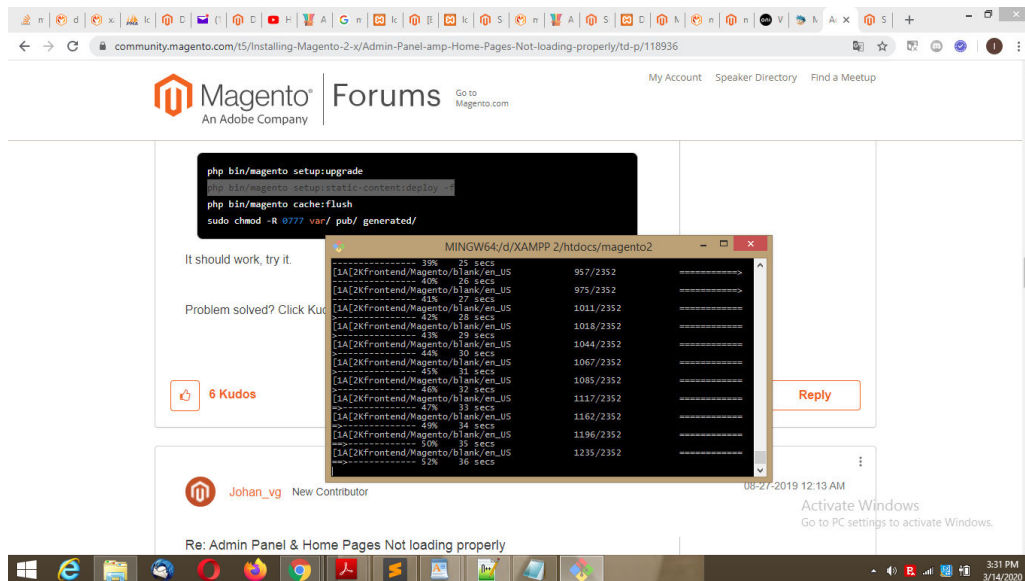 community.magento.com/t5/Installing-Magento-2-x/Admin-Panel-amp-Home-Pages-Not-loading-properly/td-p/118936
My Account Speaker Directory Find a Meetup
Magento® Forums Go to Magento.com
An Adobe Company
php bin/magento setup:upgrade
php bin/magento setup:static-content:deploy -f
php bin/magento cache:flush
sudo chmod -R 0777 var/ pub/ generated/
It should work, try it.
Problem solved? Click Kud
6 Kudos
Reply
MINGW64:/d/XAMPP 2/htdocs/magento2
---------------- 39% 25 secs
[1A[2Kfrontend/Magento/blank/en_US 957/2352 ===========>
---------------- 40% 26 secs
[1A[2Kfrontend/Magento/blank/en_US 975/2352 ===========>
---------------- 41% 27 secs
[1A[2Kfrontend/Magento/blank/en_US 1011/2352 ============
>--------------- 42% 28 secs
[1A[2Kfrontend/Magento/blank/en_US 1018/2352 ============
>--------------- 43% 29 secs
[1A[2Kfrontend/Magento/blank/en_US 1044/2352 ============
>--------------- 44% 30 secs
[1A[2Kfrontend/Magento/blank/en_US 1067/2352 ============
>--------------- 45% 31 secs
[1A[2Kfrontend/Magento/blank/en_US 1085/2352 ============
>--------------- 46% 32 secs
[1A[2Kfrontend/Magento/blank/en_US 1117/2352 ============
=>-------------- 47% 33 secs
[1A[2Kfrontend/Magento/blank/en_US 1162/2352 ============
=>-------------- 49% 34 secs
[1A[2Kfrontend/Magento/blank/en_US 1196/2352 ============
==>------------- 50% 35 secs
[1A[2Kfrontend/Magento/blank/en_US 1235/2352 ============
==>------------- 52% 36 secs
Johan_vg New Contributor
08-27-2019 12:13 AM
Re: Admin Panel & Home Pages Not loading properly
Activate Windows
Go to PC settings to activate Windows.
3:31 PM
3/14/2020